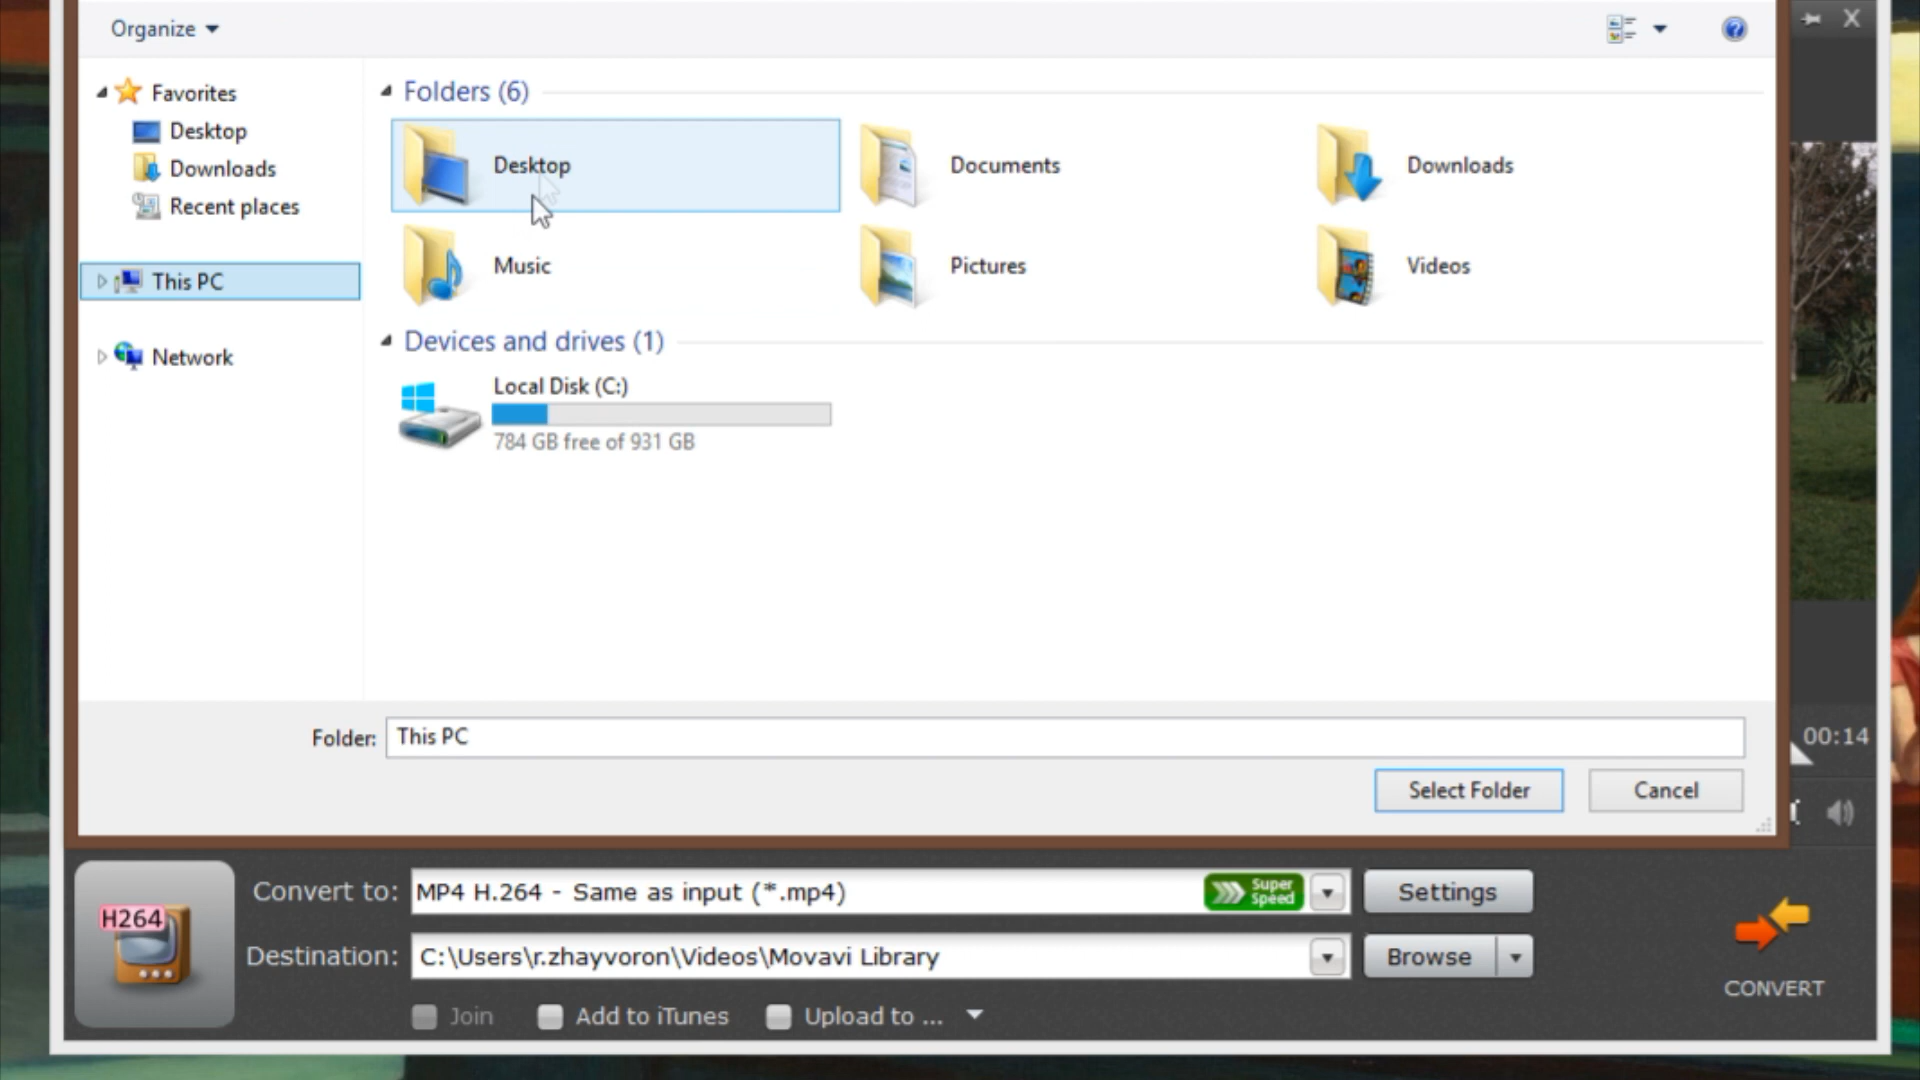 Organize
X
?
Favorites
Desktop
Downloads
Recent places
This PC
Network
Folders (6)
Desktop
Documents
Downloads
Music
Pictures
Videos
Devices and drives (1)
Local Disk (C:)
784 GB free of 931 GB
Folder: This PC
00:14
Select Folder
Cancel
H264
Convert to: MP4 H.264 - Same as input (*.mp4)
Super Speed
Settings
Destination: C:\Users\r.zhayvoron\Videos\Movavi Library
Browse
CONVERT
Join
Add to iTunes
Upload to ...